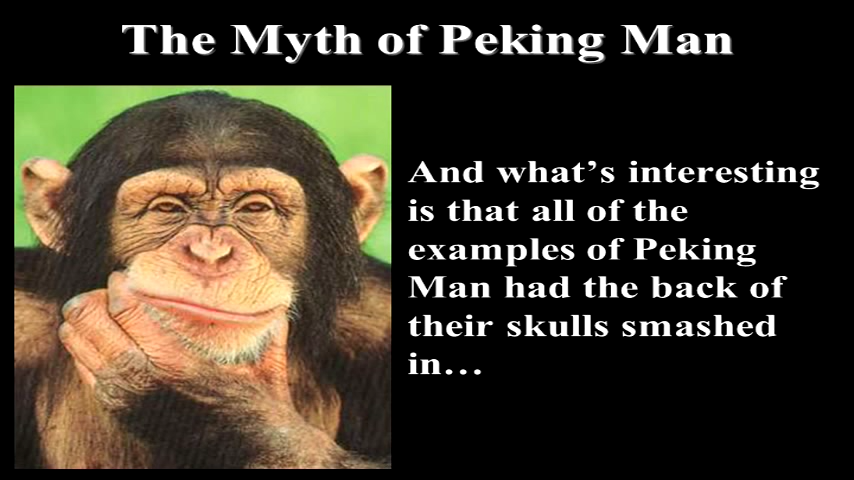 The Myth of Peking Man
And what’s interesting
is that all of the
examples of Peking
Man had the back of
their skulls smashed
in…